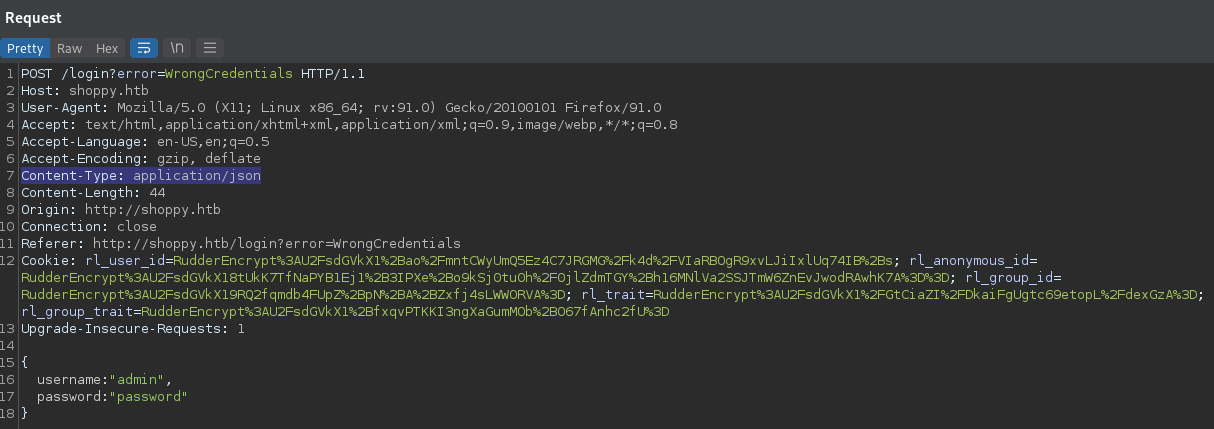 Request
Pretty Raw Hex \n
1 POST /login?error=WrongCredentials HTTP/1.1
2 Host: shoppy.htb
3 User-Agent: Mozilla/5.0 (X11; Linux x86_64; rv:91.0) Gecko/20100101 Firefox/91.0
4 Accept: text/html,application/xhtml+xml,application/xml;q=0.9,image/webp,*/*;q=0.8
5 Accept-Language: en-US,en;q=0.5
6 Accept-Encoding: gzip, deflate
7 Content-Type: application/json
8 Content-Length: 44
9 Origin: http://shoppy.htb
10 Connection: close
11 Referer: http://shoppy.htb/login?error=WrongCredentials
12 Cookie: rl_user_id=RudderEncrypt%3AU2FsdGVkX1%2Bao%2FmntCWyUmQ5Ez4C7JRGMG%2Fk4d%2FVIaRBOgR9xvLJiIxlUq74IB%2Bs; rl_anonymous_id=
RudderEncrypt%3AU2FsdGVkX18tUkK7TfNaPYB1Ej1%2B3IPXe%2Bo9kSjOtu0h%2FOjlZdmTGY%2Bh16MNlVa2SSJTmW6ZnEvJwodRAwhK7A%3D%3D; rl_group_id=
RudderEncrypt%3AU2FsdGVkX19RQ2fqmdb4FUpZ%2BpN%2BA%2BZxfj4sLWWORVA%3D; rl_trait=RudderEncrypt%3AU2FsdGVkX1%2FGtCiaZI%2FDkaiFgUgtc69etopL%2FdexGzA%3D;
rl_group_trait=RudderEncrypt%3AU2FsdGVkX1%2BfxqvPTKKI3ngXaGumMOb%2BO67fAnhc2fU%3D
13 Upgrade-Insecure-Requests: 1
14
15 {
16 username:"admin",
17 password:"password"
18 }